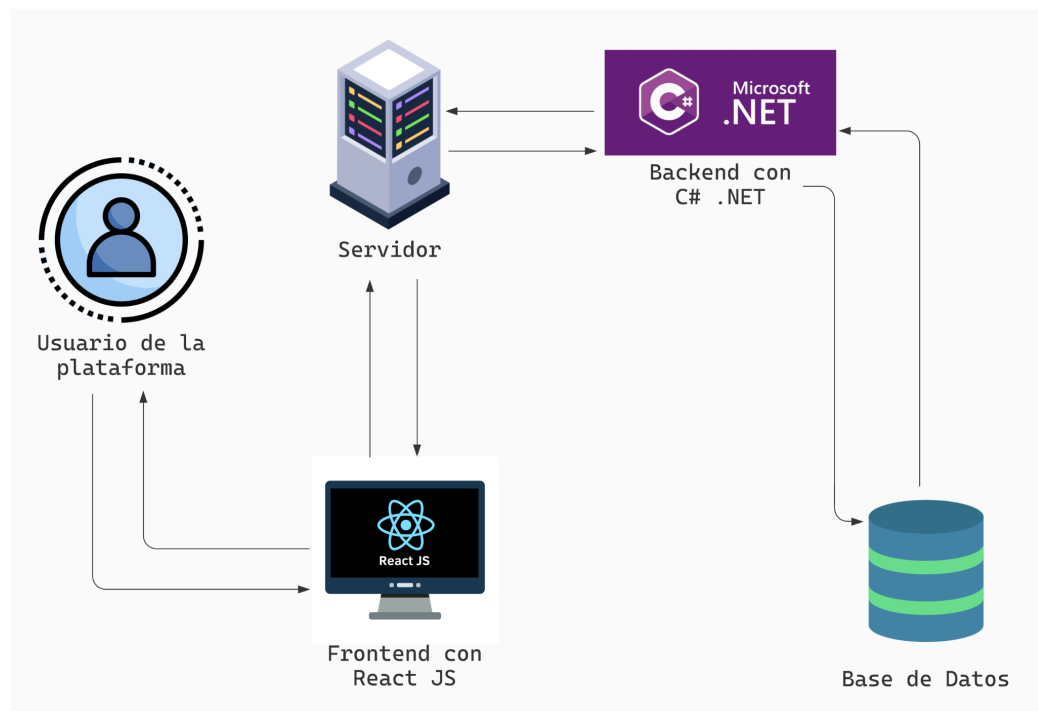 C#
Microsoft
.NET
Backend con
C# .NET
Servidor
Usuario de la
plataforma
React JS
Frontend con
React JS
Base de Datos